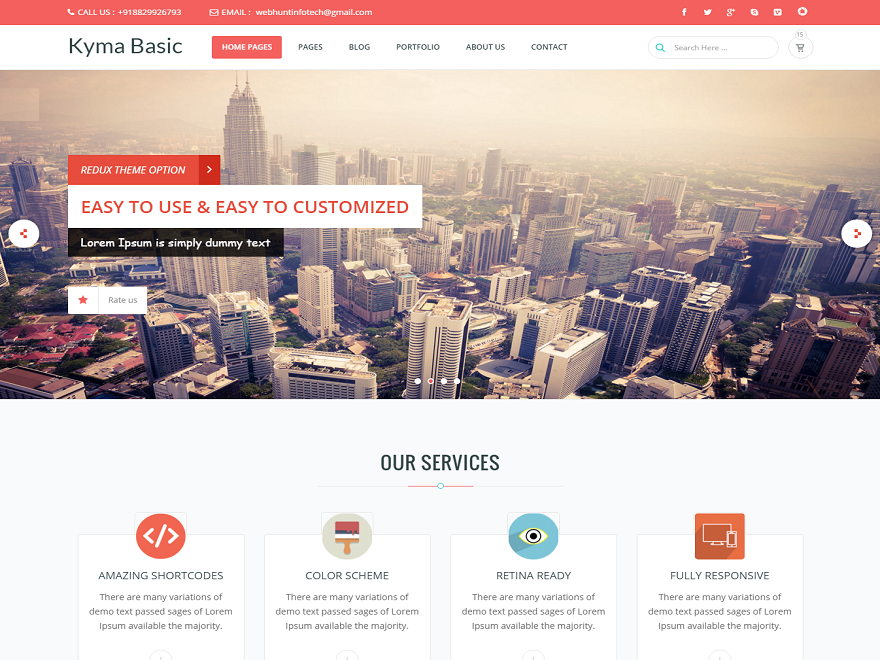 CALL US : +918829926793 EMAIL : webhuntinfotech@gmail.com
Kyma Basic HOME PAGES PAGES BLOG PORTFOLIO ABOUT US CONTACT Search Here ... 15
REDUX THEME OPTION
EASY TO USE & EASY TO CUSTOMIZED
Lorem Ipsum is simply dummy text
Rate us
OUR SERVICES
AMAZING SHORTCODES
There are many variations of
demo text passed sages of Lorem
Ipsum available the majority.
COLOR SCHEME
There are many variations of
demo text passed sages of Lorem
Ipsum available the majority.
RETINA READY
There are many variations of
demo text passed sages of Lorem
Ipsum available the majority.
FULLY RESPONSIVE
There are many variations of
demo text passed sages of Lorem
Ipsum available the majority.